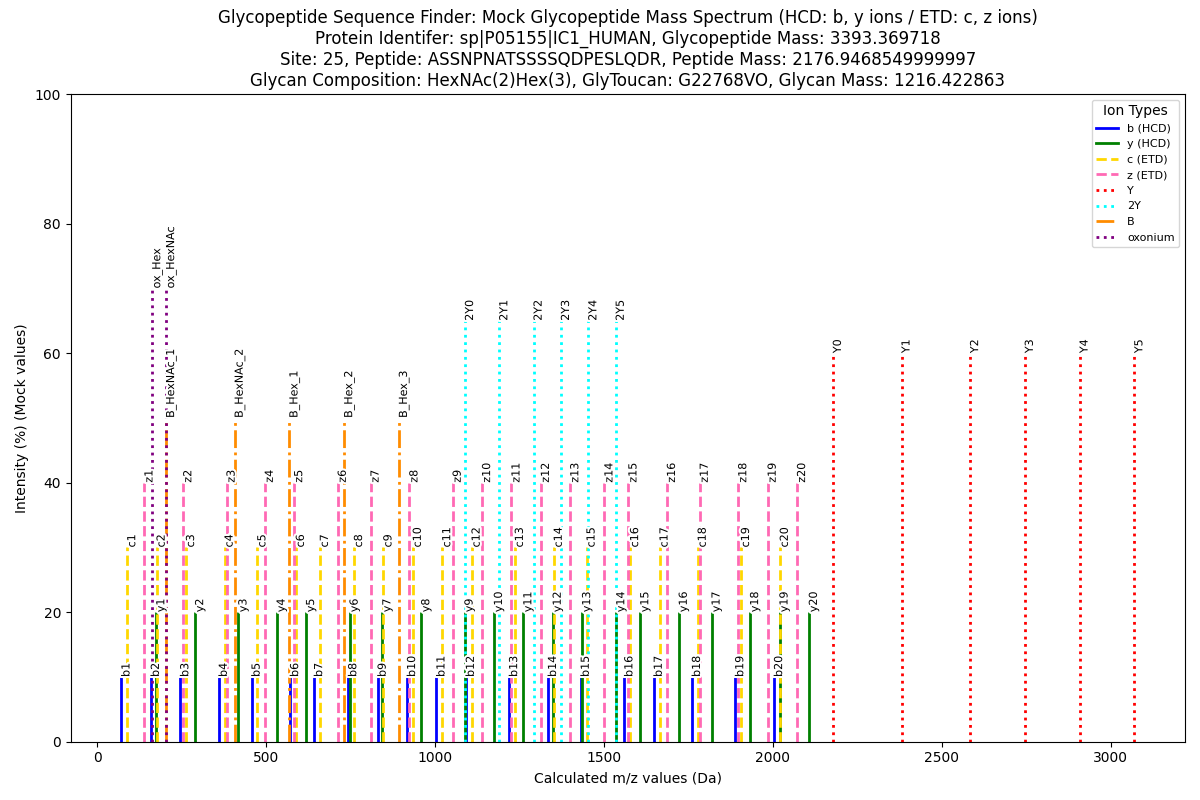 Glycopeptide Sequence Finder: Mock Glycopeptide Mass Spectrum (HCD: b, y ions / ETD: c, z ions)
Protein Identifer: sp|P05155|IC1_HUMAN, Glycopeptide Mass: 3393.369718
Site: 25, Peptide: ASSNPNATSSSSQDPESLQDR, Peptide Mass: 2176.9468549999997
Glycan Composition: HexNAc(2)Hex(3), GlyToucan: G22768VO, Glycan Mass: 1216.422863
Ion Types
b (HCD)
y (HCD)
c (ETD)
z (ETD)
Y
2Y
B
oxonium
Intensity (%) (Mock values)
100
80
60
40
20
0
ox_Hex
ox_HexNAc
2Y0
2Y1
2Y2
2Y3
2Y4
2Y5
Y0
Y1
Y2
Y3
Y4
Y5
B_HexNAc_1
B_HexNAc_2
B_Hex_1
B_Hex_2
B_Hex_3
z1
z2
z3
z4
z5
z6
z7
z8
z9
z10
z11
z12
z13
z14
z15
z16
z17
z18
z19
z20
c1
c2
c3
c4
c5
c6
c7
c8
c9
c10
c11
c12
c13
c14
c15
c16
c17
c18
c19
c20
y1
y2
y3
y4
y5
y6
y7
y8
y9
y10
y11
y12
y13
y14
y15
y16
y17
y18
y19
y20
b1
b2
b3
b4
b5
b6
b7
b8
b9
b10
b11
b12
b13
b14
b15
b16
b17
b18
b19
b20
0
500
1000
1500
2000
2500
3000
Calculated m/z values (Da)